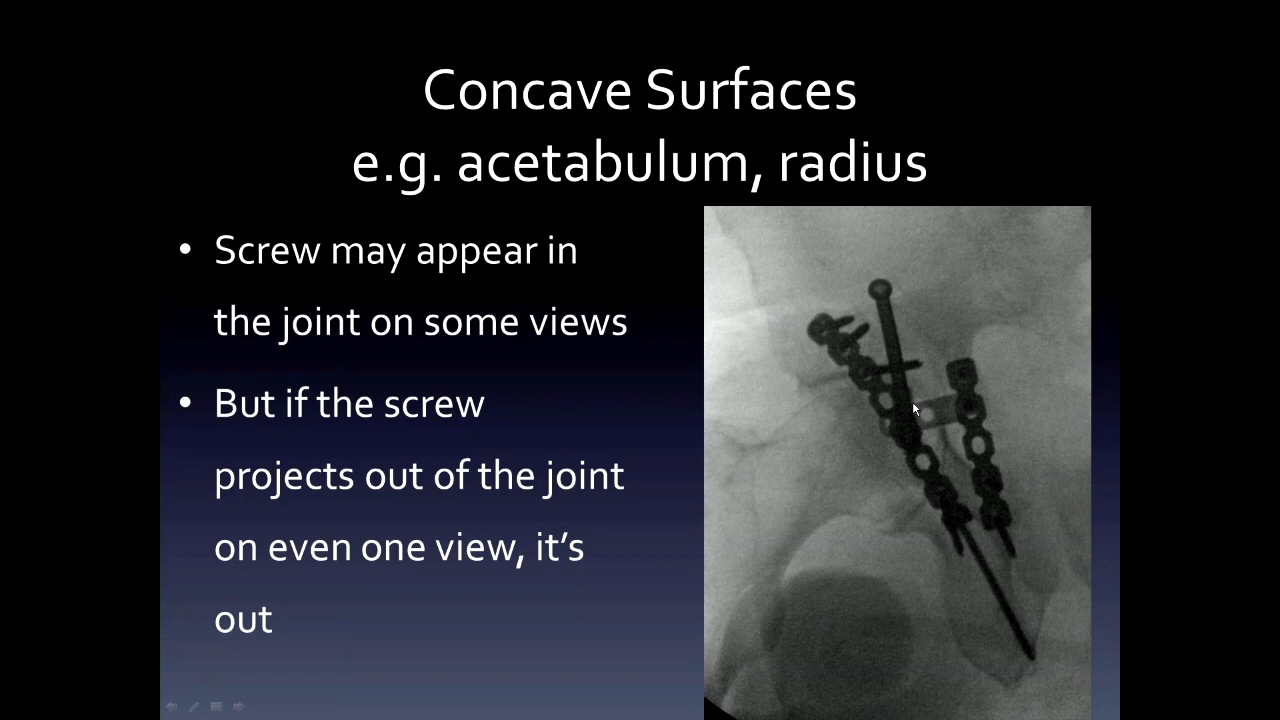 Concave Surfaces
e.g. acetabulum, radius
• Screw may appear in
the joint on some views
• But if the screw
projects out of the joint
on even one view, it’s
out